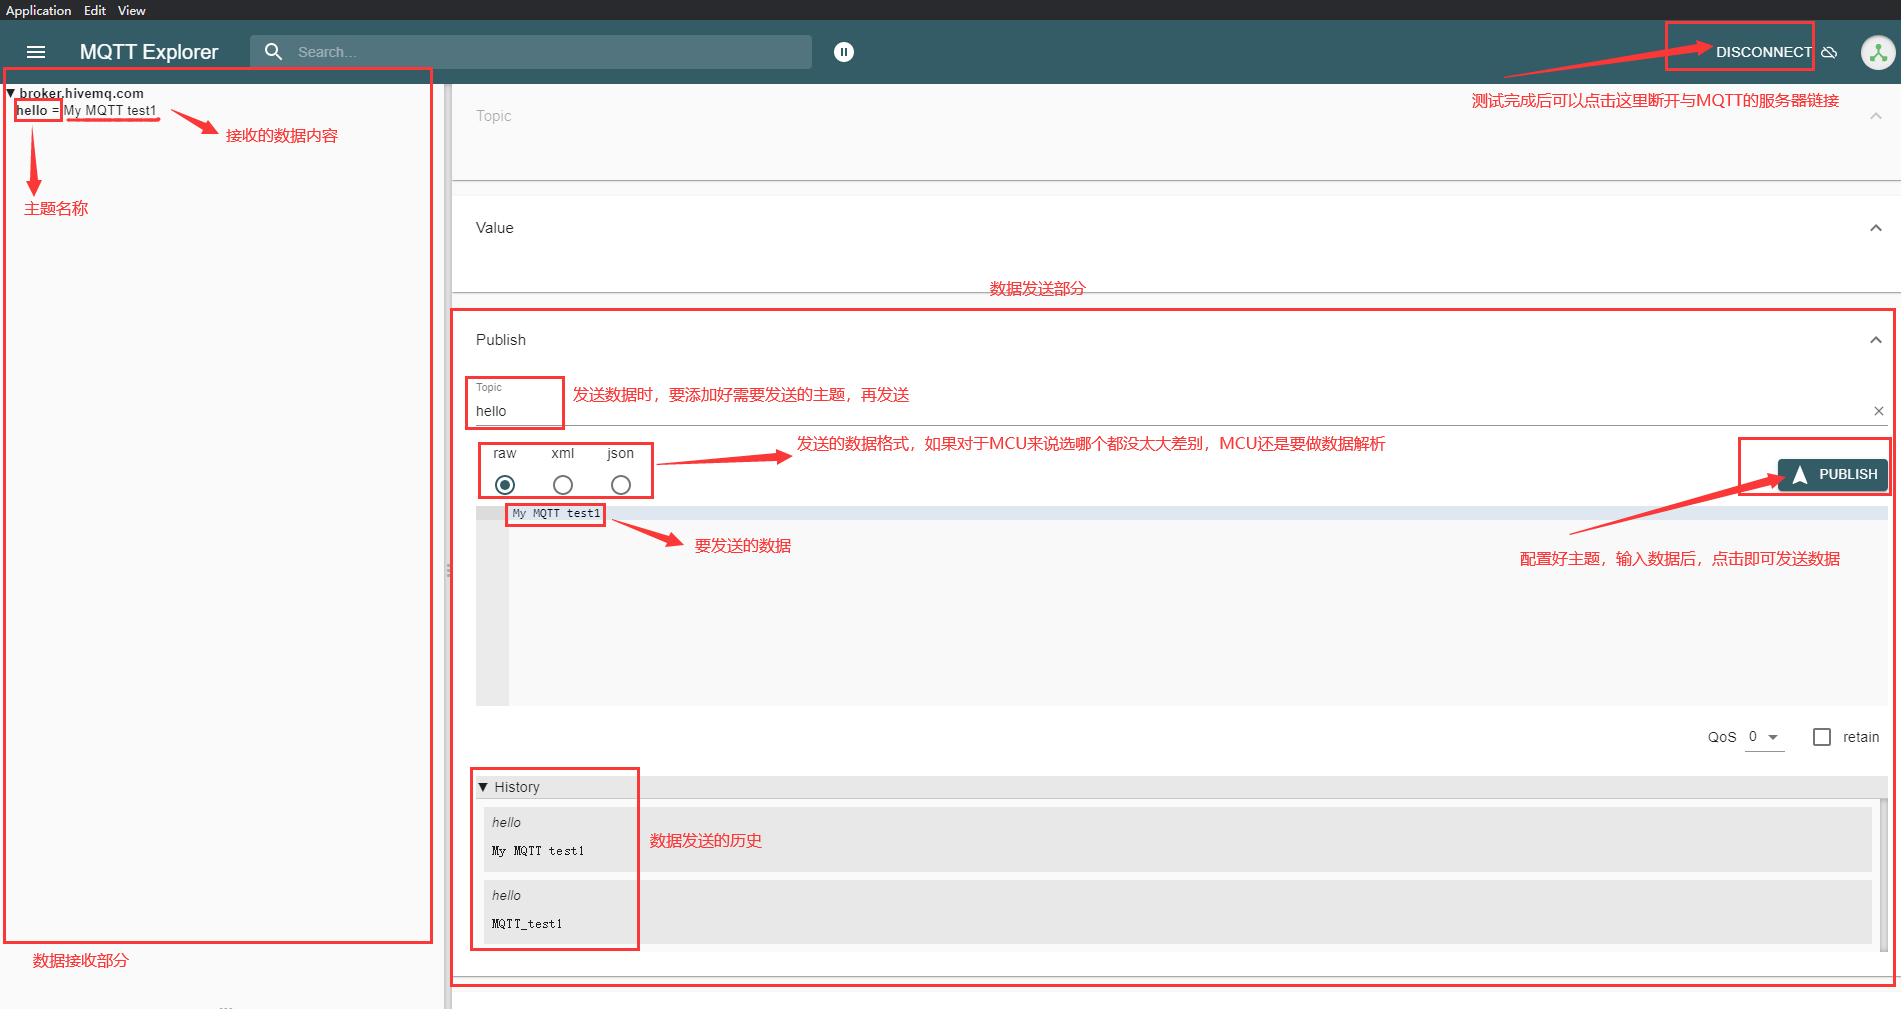 Application Edit View
MQTT Explorer
Search...
DISCONNECT
测试完成后可以点击这里断开与MQTT的服务器链接
broker.hivemq.com
hello = My MQTT test1
接收的数据内容
主题名称
数据接收部分
Topic
Value
数据发送部分
Publish
Topic
hello
发送数据时，要添加好需要发送的主题，再发送
raw xml json
发送的数据格式，如果对于MCU来说选哪个都没太大差别，MCU还是要做数据解析
PUBLISH
My MQTT test1
要发送的数据
配置好主题，输入数据后，点击即可发送数据
QoS 0 retain
History
hello
My MQTT test1
数据发送的历史
hello
MQTT_test1